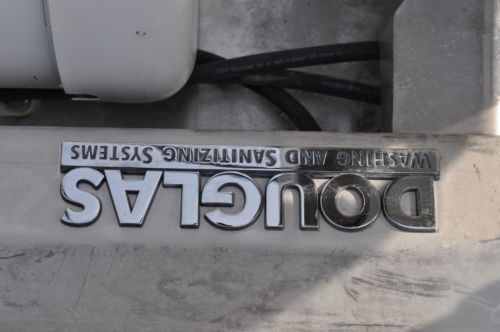 DOUGLAS
WASHING AND SANITIZING SYSTEMS